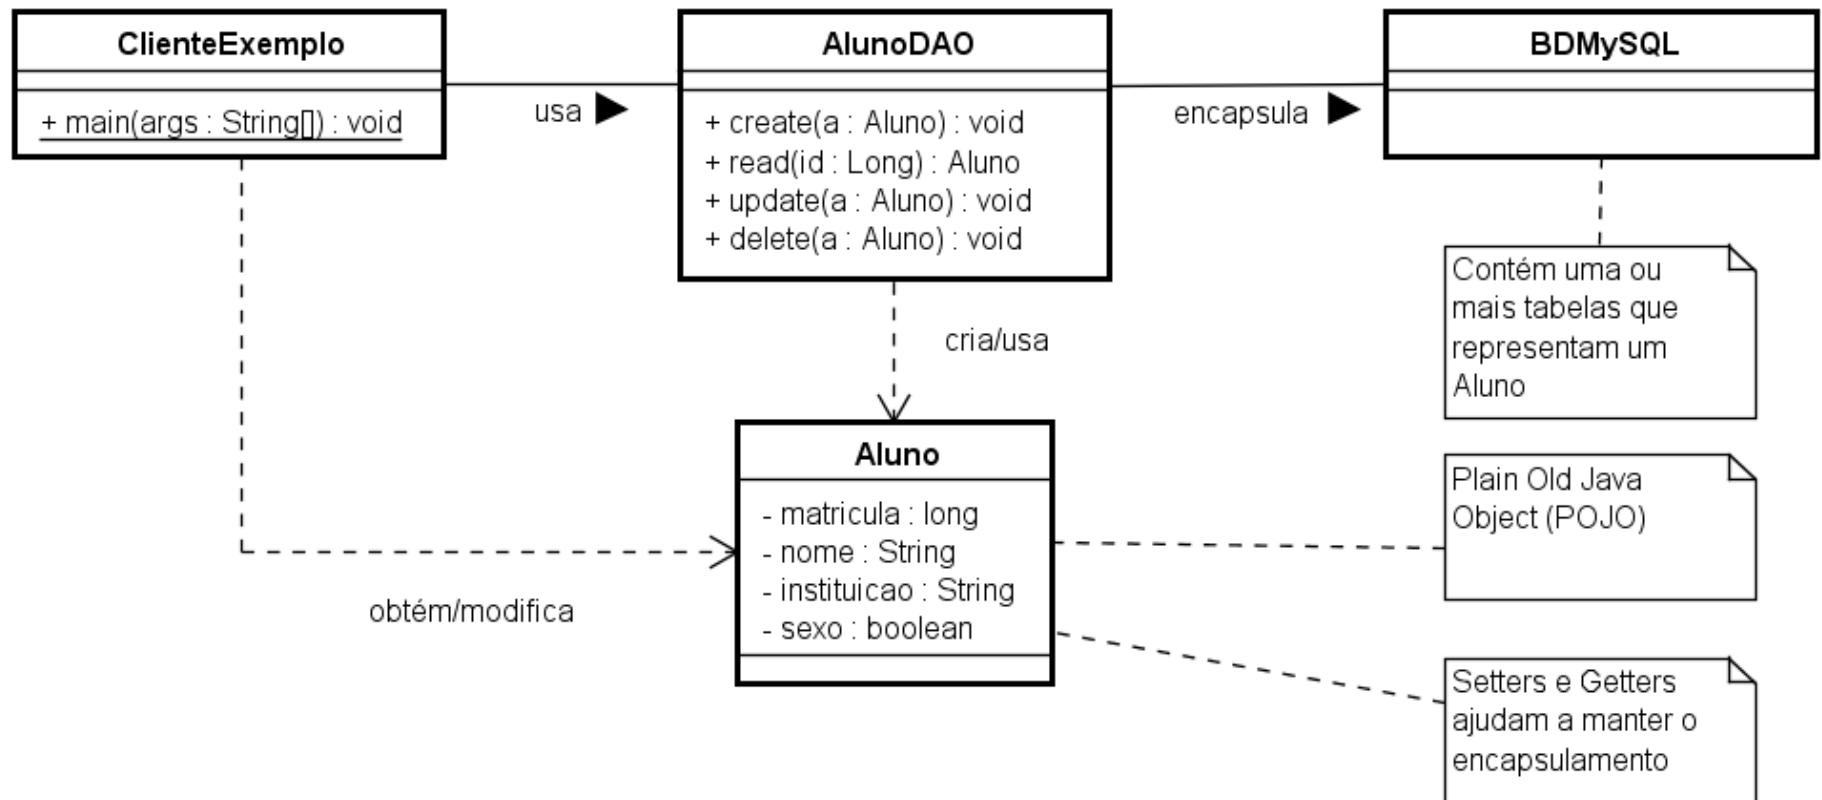 ClienteExemplo
+ main(args : String[]) : void
usa
AlunoDAO
+ create(a : Aluno) : void
+ read(id : Long) : Aluno
+ update(a : Aluno) : void
+ delete(a : Aluno) : void
encapsula
BDMySQL
Contém uma ou
mais tabelas que
representam um
Aluno
cria/usa
Aluno
- matricula : long
- nome : String
- instituicao : String
- sexo : boolean
obtém/modifica
Plain Old Java
Object (POJO)
Setters e Getters
ajudam a manter o
encapsulamento